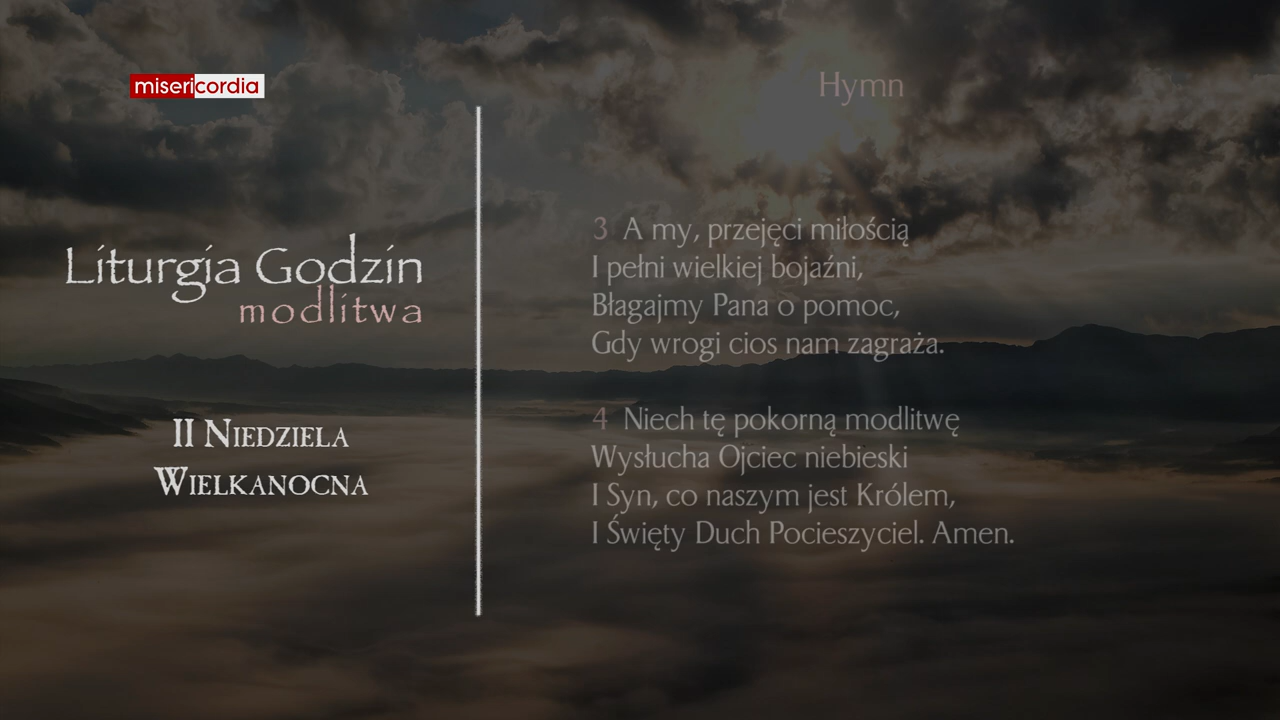 misericordia
Liturgia Godzin
modlitwa
II Niedziela
Wielkanocna
Hymn
3 A my, przejęci miłością
I pełni wielkiej bojaźni,
Błagajmy Pana o pomoc,
Gdy wrogi cios nam zagraża.
4 Niech tę pokorną modlitwę
Wysłucha Ojciec niebieski
I Syn, co naszym jest Królem,
I Święty Duch Pocieszyciel. Amen.